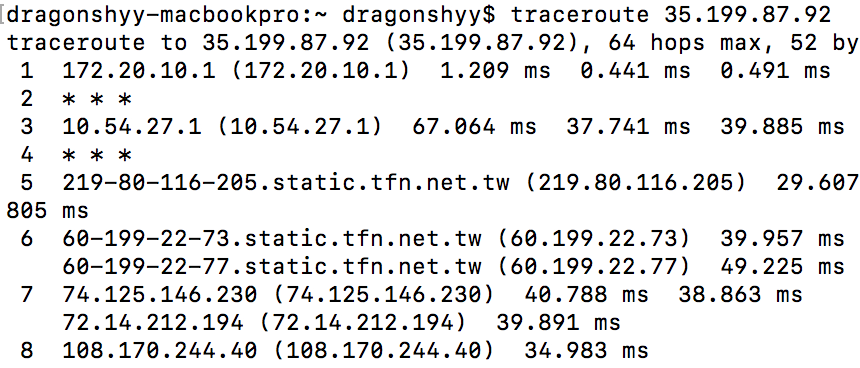 [dragonshyy-macbookpro:~ dragonshyy$ traceroute 35.199.87.92
traceroute to 35.199.87.92 (35.199.87.92), 64 hops max, 52 by
1 172.20.10.1 (172.20.10.1) 1.209 ms 0.441 ms 0.491 ms
2 * * *
3 10.54.27.1 (10.54.27.1) 67.064 ms 37.741 ms 39.885 ms
4 * * *
5 219-80-116-205.static.tfn.net.tw (219.80.116.205) 29.607
805 ms
6 60-199-22-73.static.tfn.net.tw (60.199.22.73) 39.957 ms
60-199-22-77.static.tfn.net.tw (60.199.22.77) 49.225 ms
7 74.125.146.230 (74.125.146.230) 40.788 ms 38.863 ms
72.14.212.194 (72.14.212.194) 39.891 ms
8 108.170.244.40 (108.170.244.40) 34.983 ms